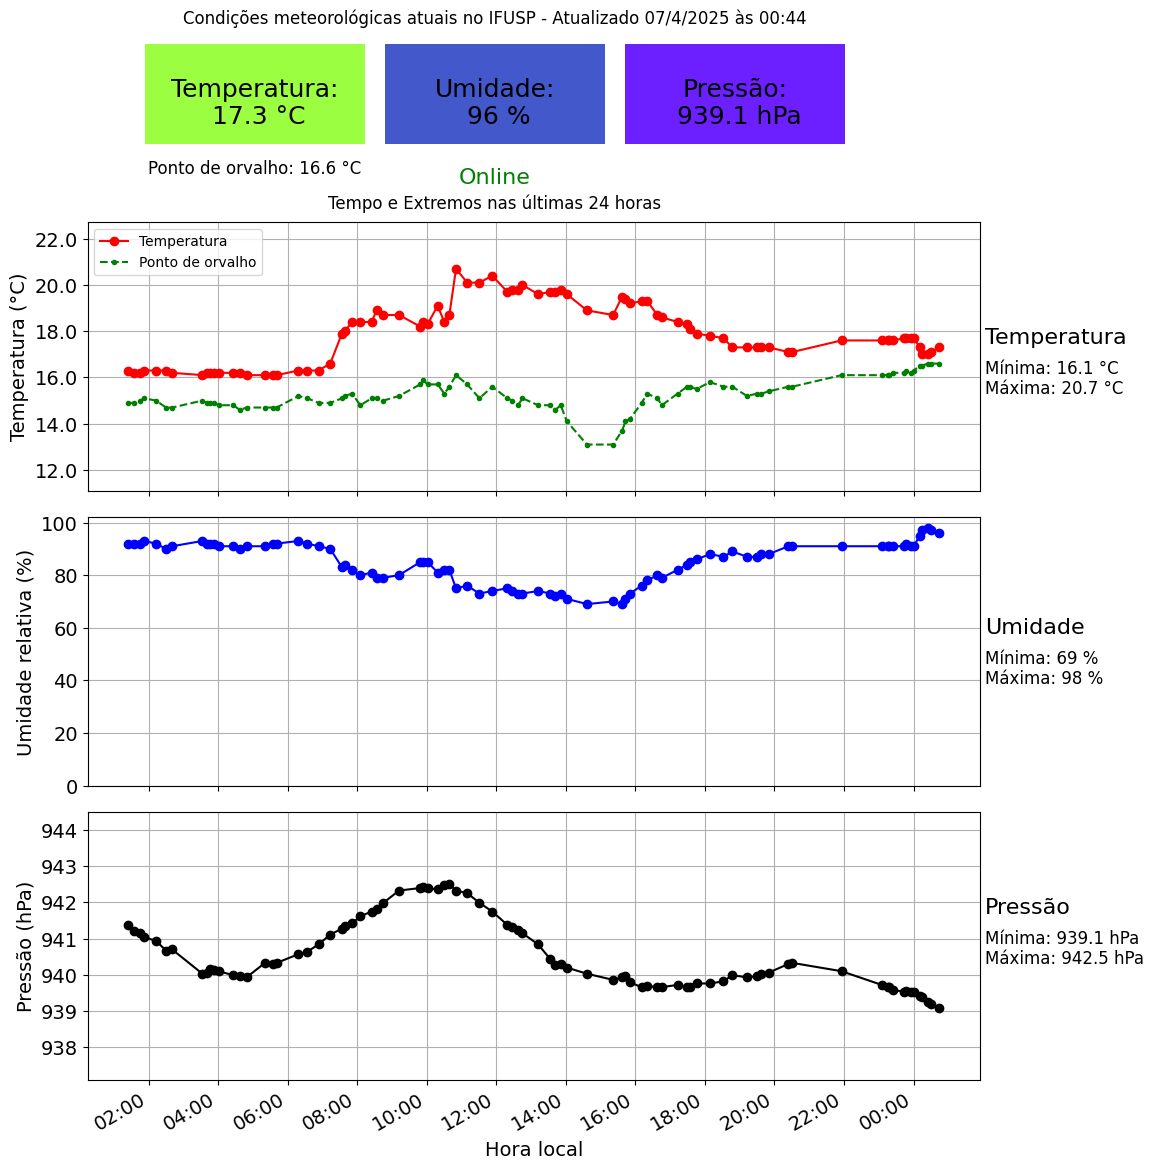 Condições meteorológicas atuais no IFUSP - Atualizado 07/4/2025 às 00:44
Temperatura:
17.3 °C
Umidade:
96 %
Pressão:
939.1 hPa
Ponto de orvalho: 16.6 °C
Online
Tempo e Extremos nas últimas 24 horas
Temperatura (°C)
22.0
20.0
18.0
16.0
14.0
12.0
Temperatura
Ponto de orvalho
Temperatura
Mínima: 16.1 °C
Máxima: 20.7 °C
Umidade relativa (%)
100
80
60
40
20
0
Umidade
Mínima: 69 %
Máxima: 98 %
Pressão (hPa)
944
943
942
941
940
939
938
Pressão
Mínima: 939.1 hPa
Máxima: 942.5 hPa
02:00
04:00
06:00
08:00
10:00
12:00
14:00
16:00
18:00
20:00
22:00
00:00
Hora local